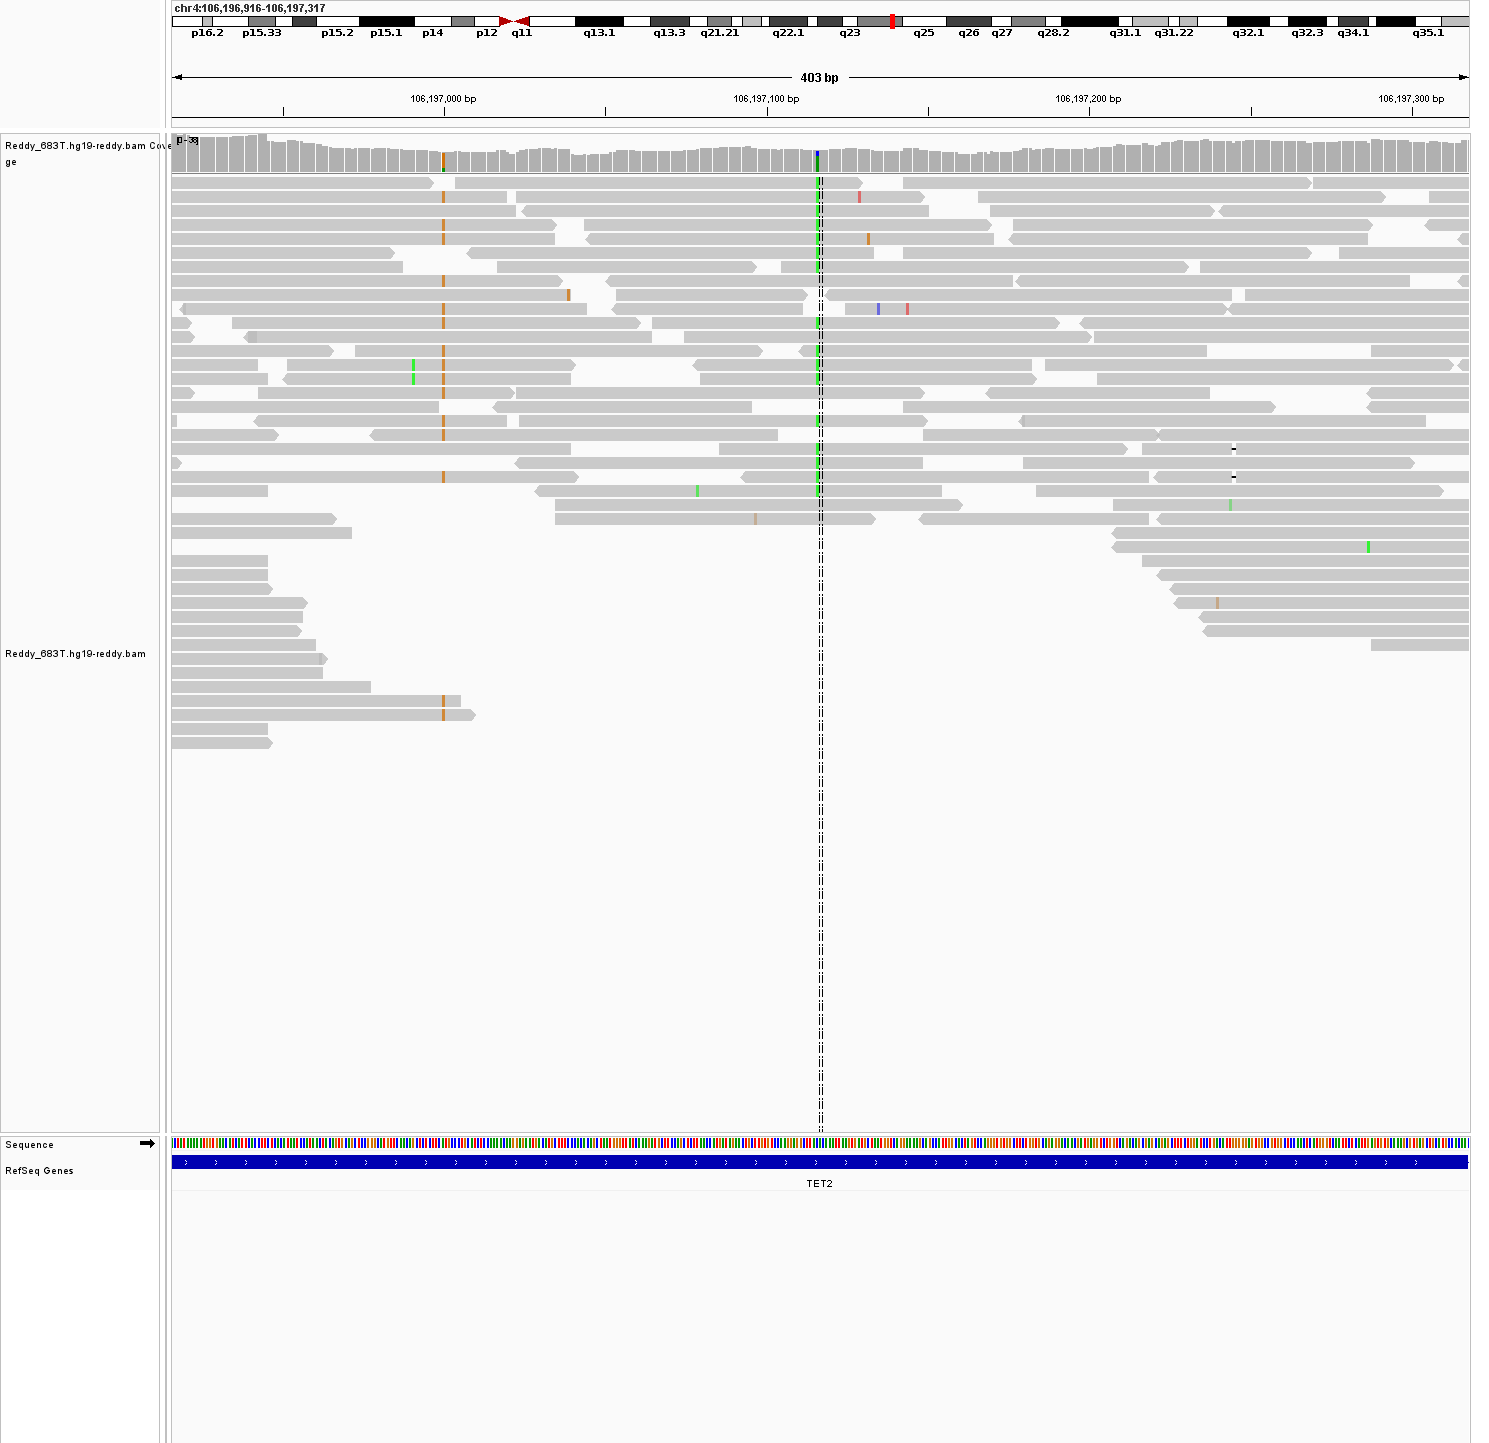 chr4:106,196,916-106,197,317
p16.2 p15.33 p15.2 p15.1 p14 p12 q11 q13.1 q13.3 q21.21 q22.1 q23 q25 q26 q27 q28.2 q31.1 q31.22 q32.1 q32.3 q34.1 q35.1
403 bp
106,197,000 bp 106,197,100 bp 106,197,200 bp 106,197,300 bp
Reddy_683T.hg19-reddy.bam Cove
ge
Reddy_683T.hg19-reddy.bam
Sequence
RefSeq Genes
TET2